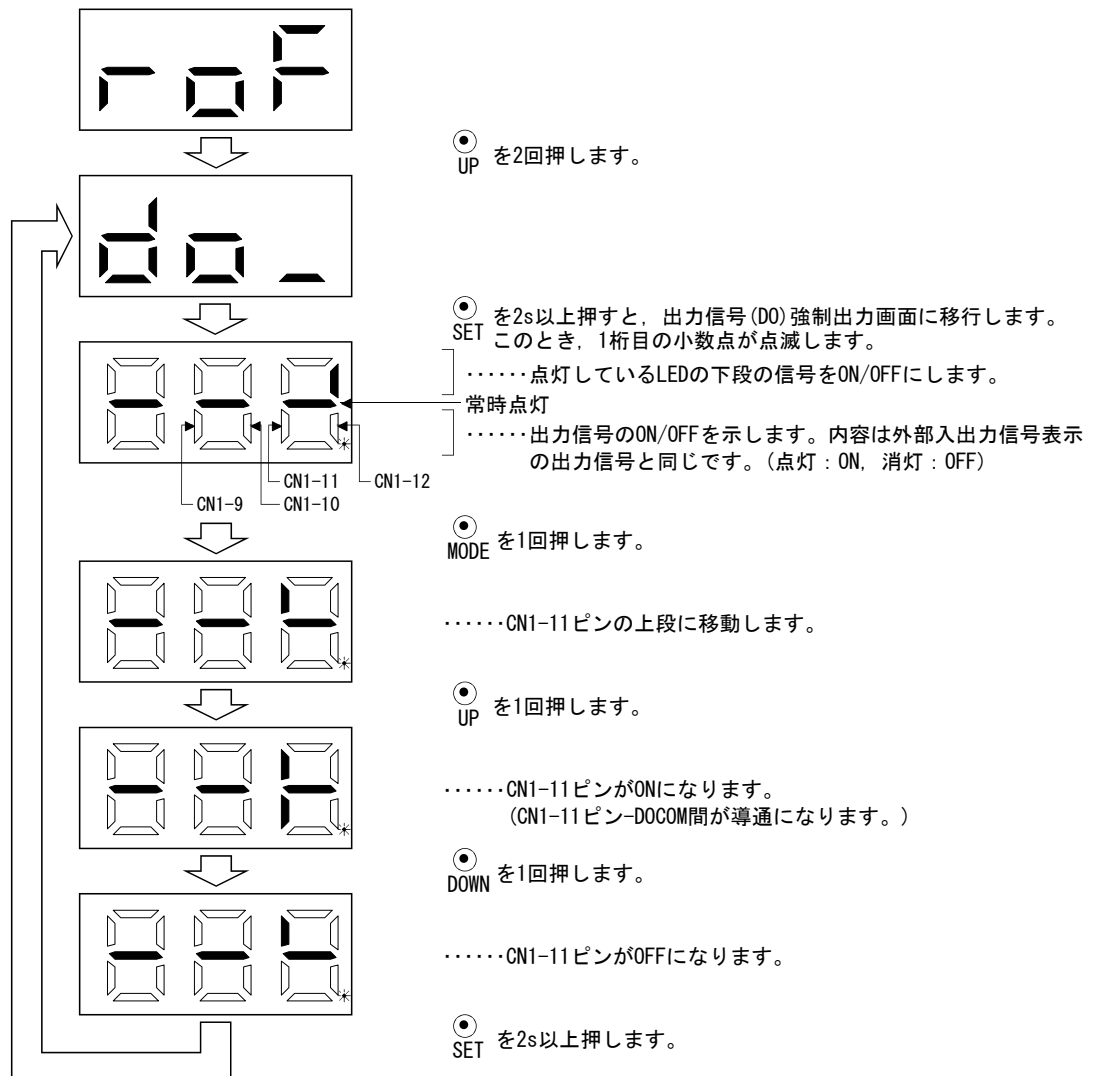 roF
UP を2回押します。
do_
SET を2s以上押すと，出力信号(DO)強制出力画面に移行します。
このとき，1桁目の小数点が点滅します。
‥‥‥点灯しているLEDの下段の信号をON/OFFにします。
常時点灯
‥‥‥出力信号のON/OFFを示します。内容は外部入出力信号表示
の出力信号と同じです。(点灯：ON，消灯：OFF)
CN1-11 CN1-12
CN1-9 CN1-10
MODE を1回押します。
‥‥‥CN1-11ピンの上段に移動します。
UP を1回押します。
‥‥‥CN1-11ピンがONになります。
(CN1-11ピン-DOCOM間が導通になります。)
DOWN を1回押します。
‥‥‥CN1-11ピンがOFFになります。
SET を2s以上押します。